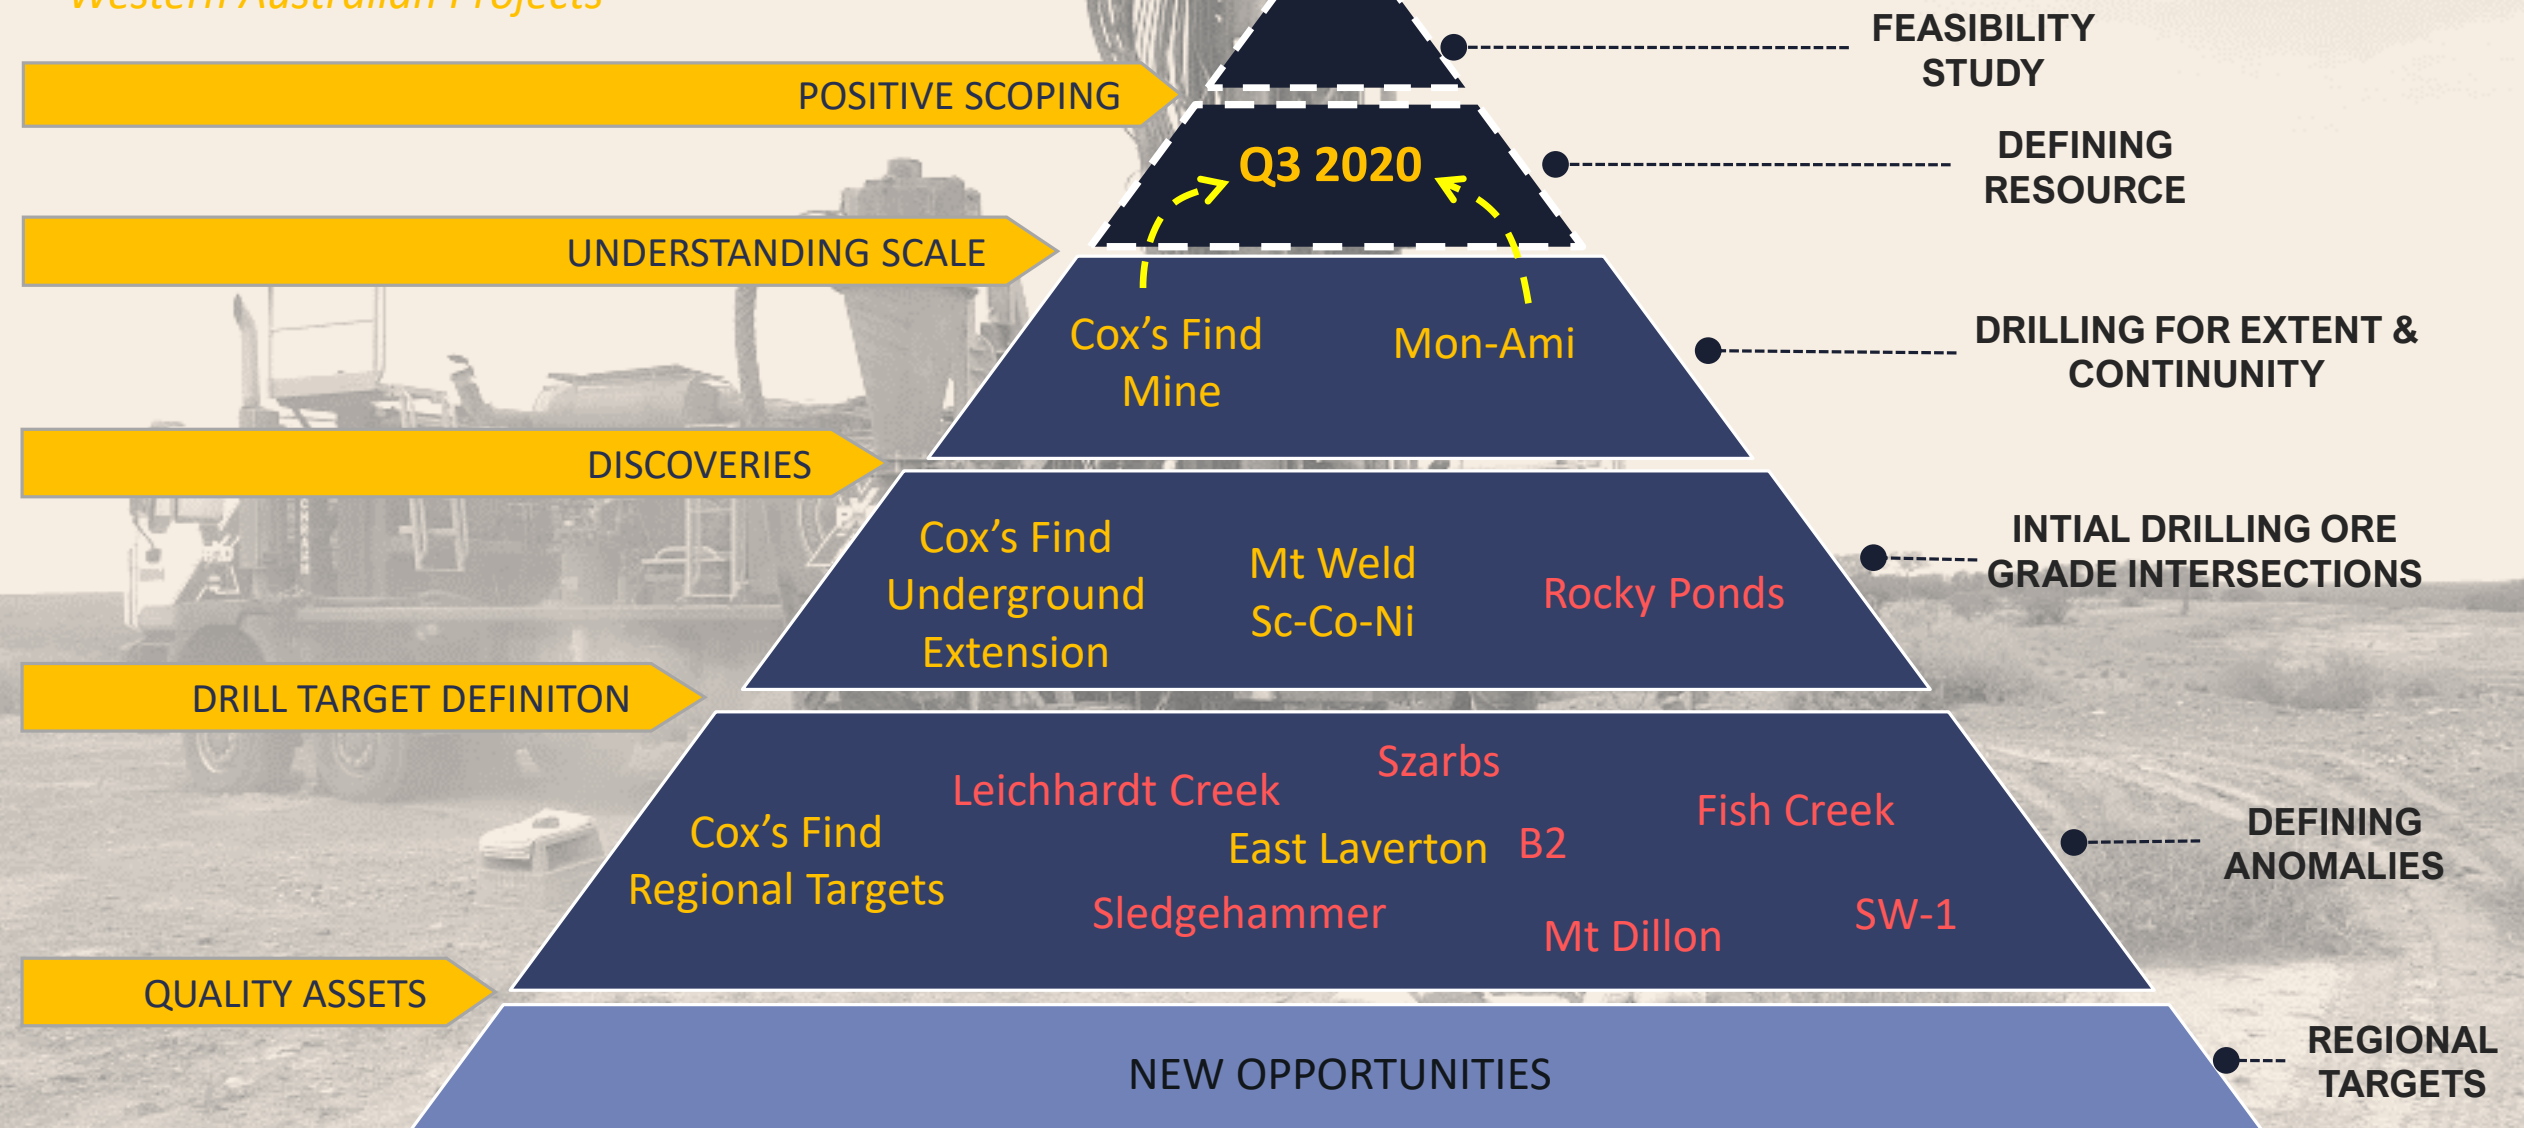 Western Australian Projects
FEASIBILITY
STUDY
POSITIVE SCOPING
Q3 2020
DEFINING
RESOURCE
UNDERSTANDING SCALE
Cox’s Find
Mine
Mon-Ami
DRILLING FOR EXTENT &
CONTINUNITY
DISCOVERIES
Cox’s Find
Underground
Extension
Mt Weld
Sc-Co-Ni
Rocky Ponds
INTIAL DRILLING ORE
GRADE INTERSECTIONS
DRILL TARGET DEFINITON
Szarbs
Leichhardt Creek
Fish Creek
Cox’s Find
Regional Targets
East Laverton
B2
Sledgehammer
Mt Dillon
SW-1
DEFINING
ANOMALIES
QUALITY ASSETS
NEW OPPORTUNITIES
REGIONAL
TARGETS